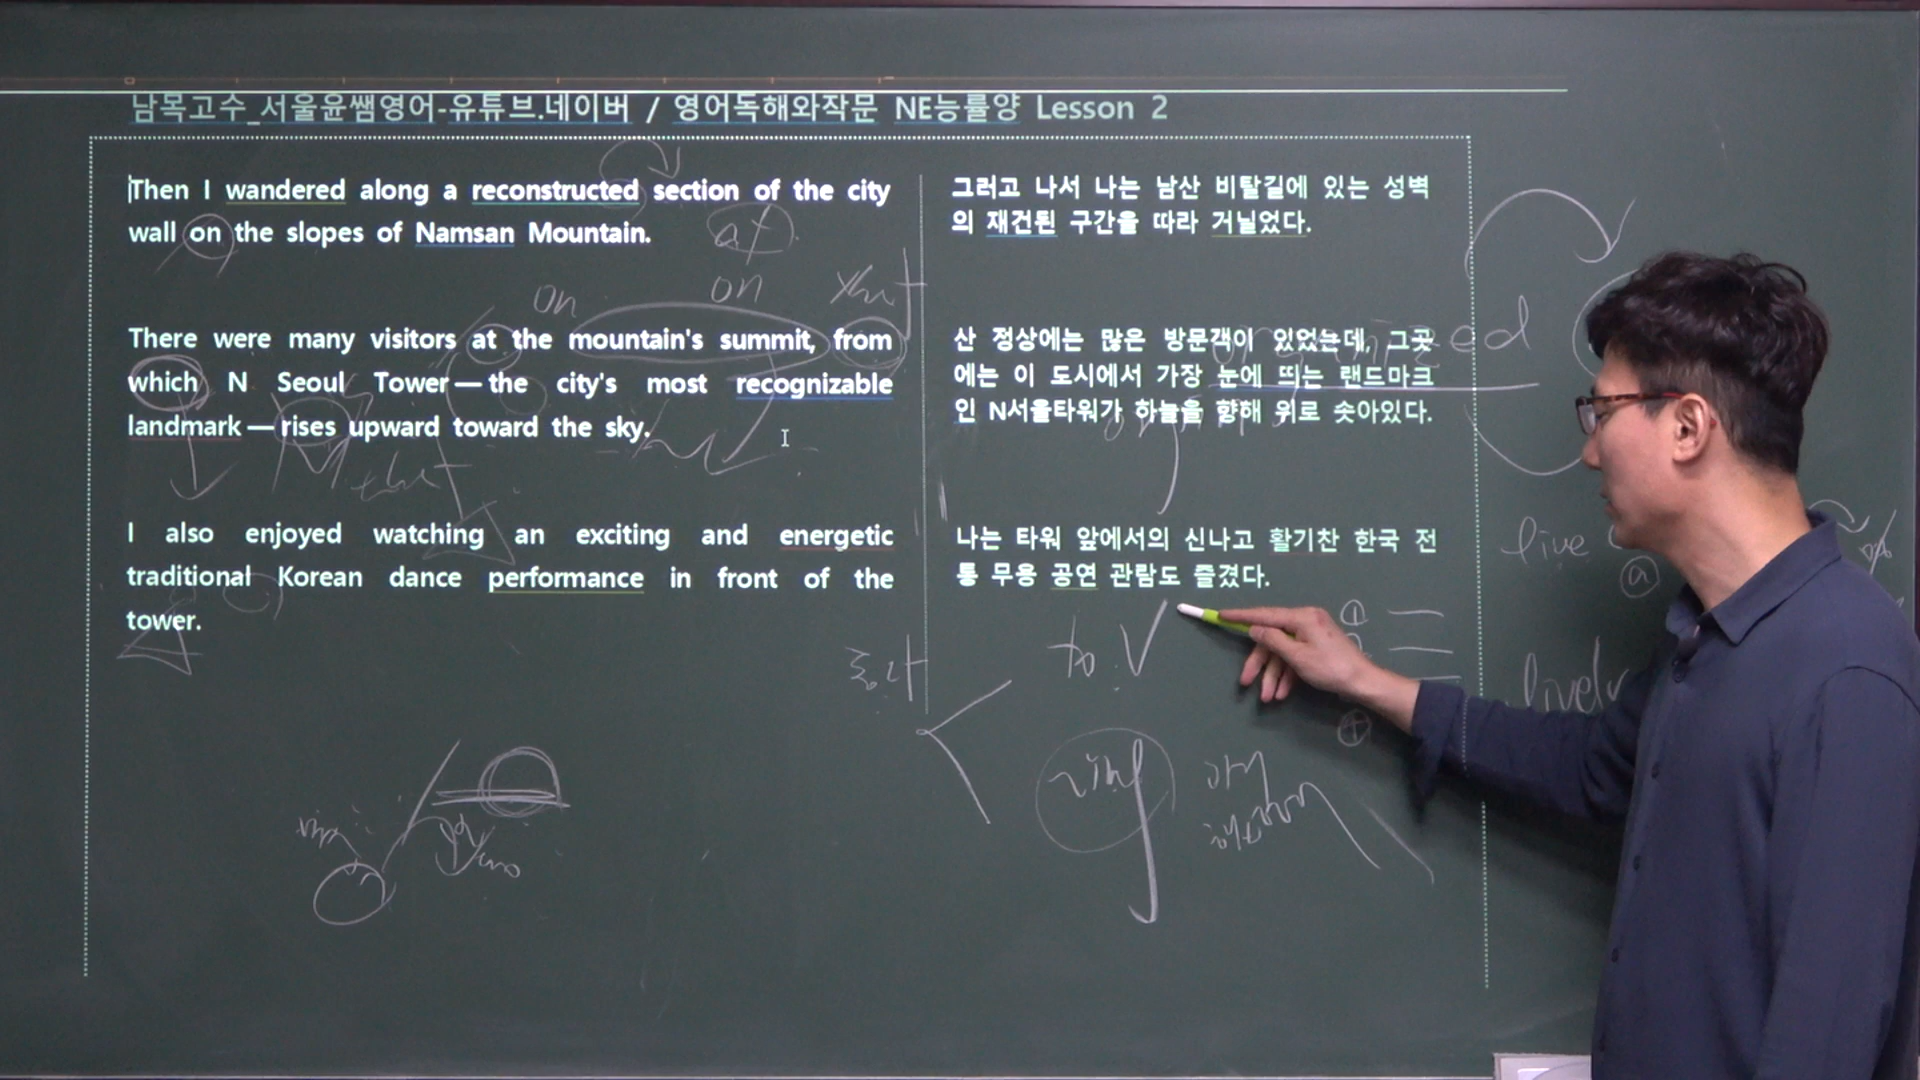 남목고수_서울윤쌤영어-유튜브.네이버 / 영어독해와작문 NE능률양 Lesson 2
Then I wandered along a reconstructed section of the city
wall on the slopes of Namsan Mountain.
at
on
on
There were many visitors at the mountain's summit, from
which N Seoul Tower—the city's most recognizable
landmark—rises upward toward the sky.
that
I also enjoyed watching an exciting and energetic
traditional Korean dance performance in front of the
tower.
그러고 나서 나는 남산 비탈길에 있는 성벽
의 재건된 구간을 따라 거닐었다.
산 정상에는 많은 방문객이 있었는데, 그곳
에는 이 도시에서 가장 눈에 띄는 랜드마크
인 N서울타워가 하늘을 향해 위로 솟아있다.
나는 타워 앞에서의 신나고 활기찬 한국 전
통 무용 공연 관람도 즐겼다.
to V
동사
live
ⓐ
①